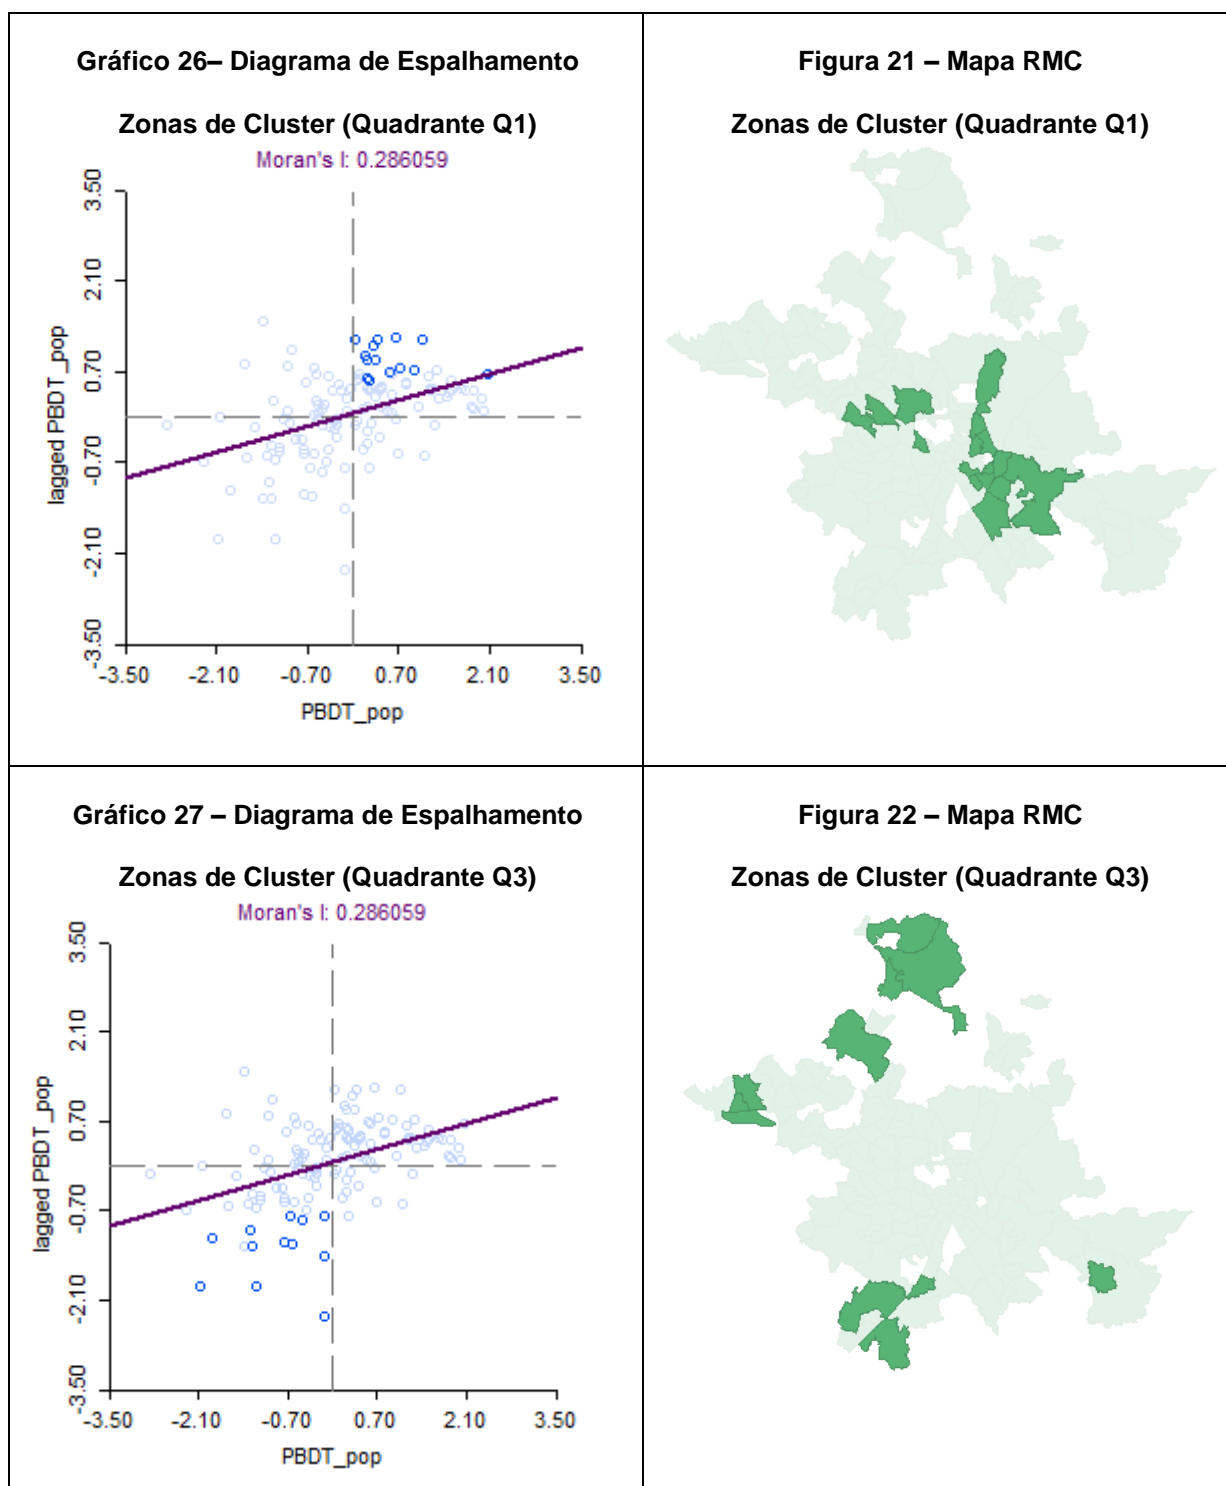 Gráfico 26– Diagrama de Espalhamento
Zonas de Cluster (Quadrante Q1)
Moran's I: 0.286059
3.50
2.10
0.70
-0.70
-2.10
-3.50
lagged PBDT_pop
-3.50 -2.10 -0.70 0.70 2.10 3.50
PBDT_pop
Figura 21 – Mapa RMC
Zonas de Cluster (Quadrante Q1)
Gráfico 27 – Diagrama de Espalhamento
Zonas de Cluster (Quadrante Q3)
Moran's I: 0.286059
3.50
2.10
0.70
-0.70
-2.10
-3.50
lagged PBDT_pop
-3.50 -2.10 -0.70 0.70 2.10 3.50
PBDT_pop
Figura 22 – Mapa RMC
Zonas de Cluster (Quadrante Q3)